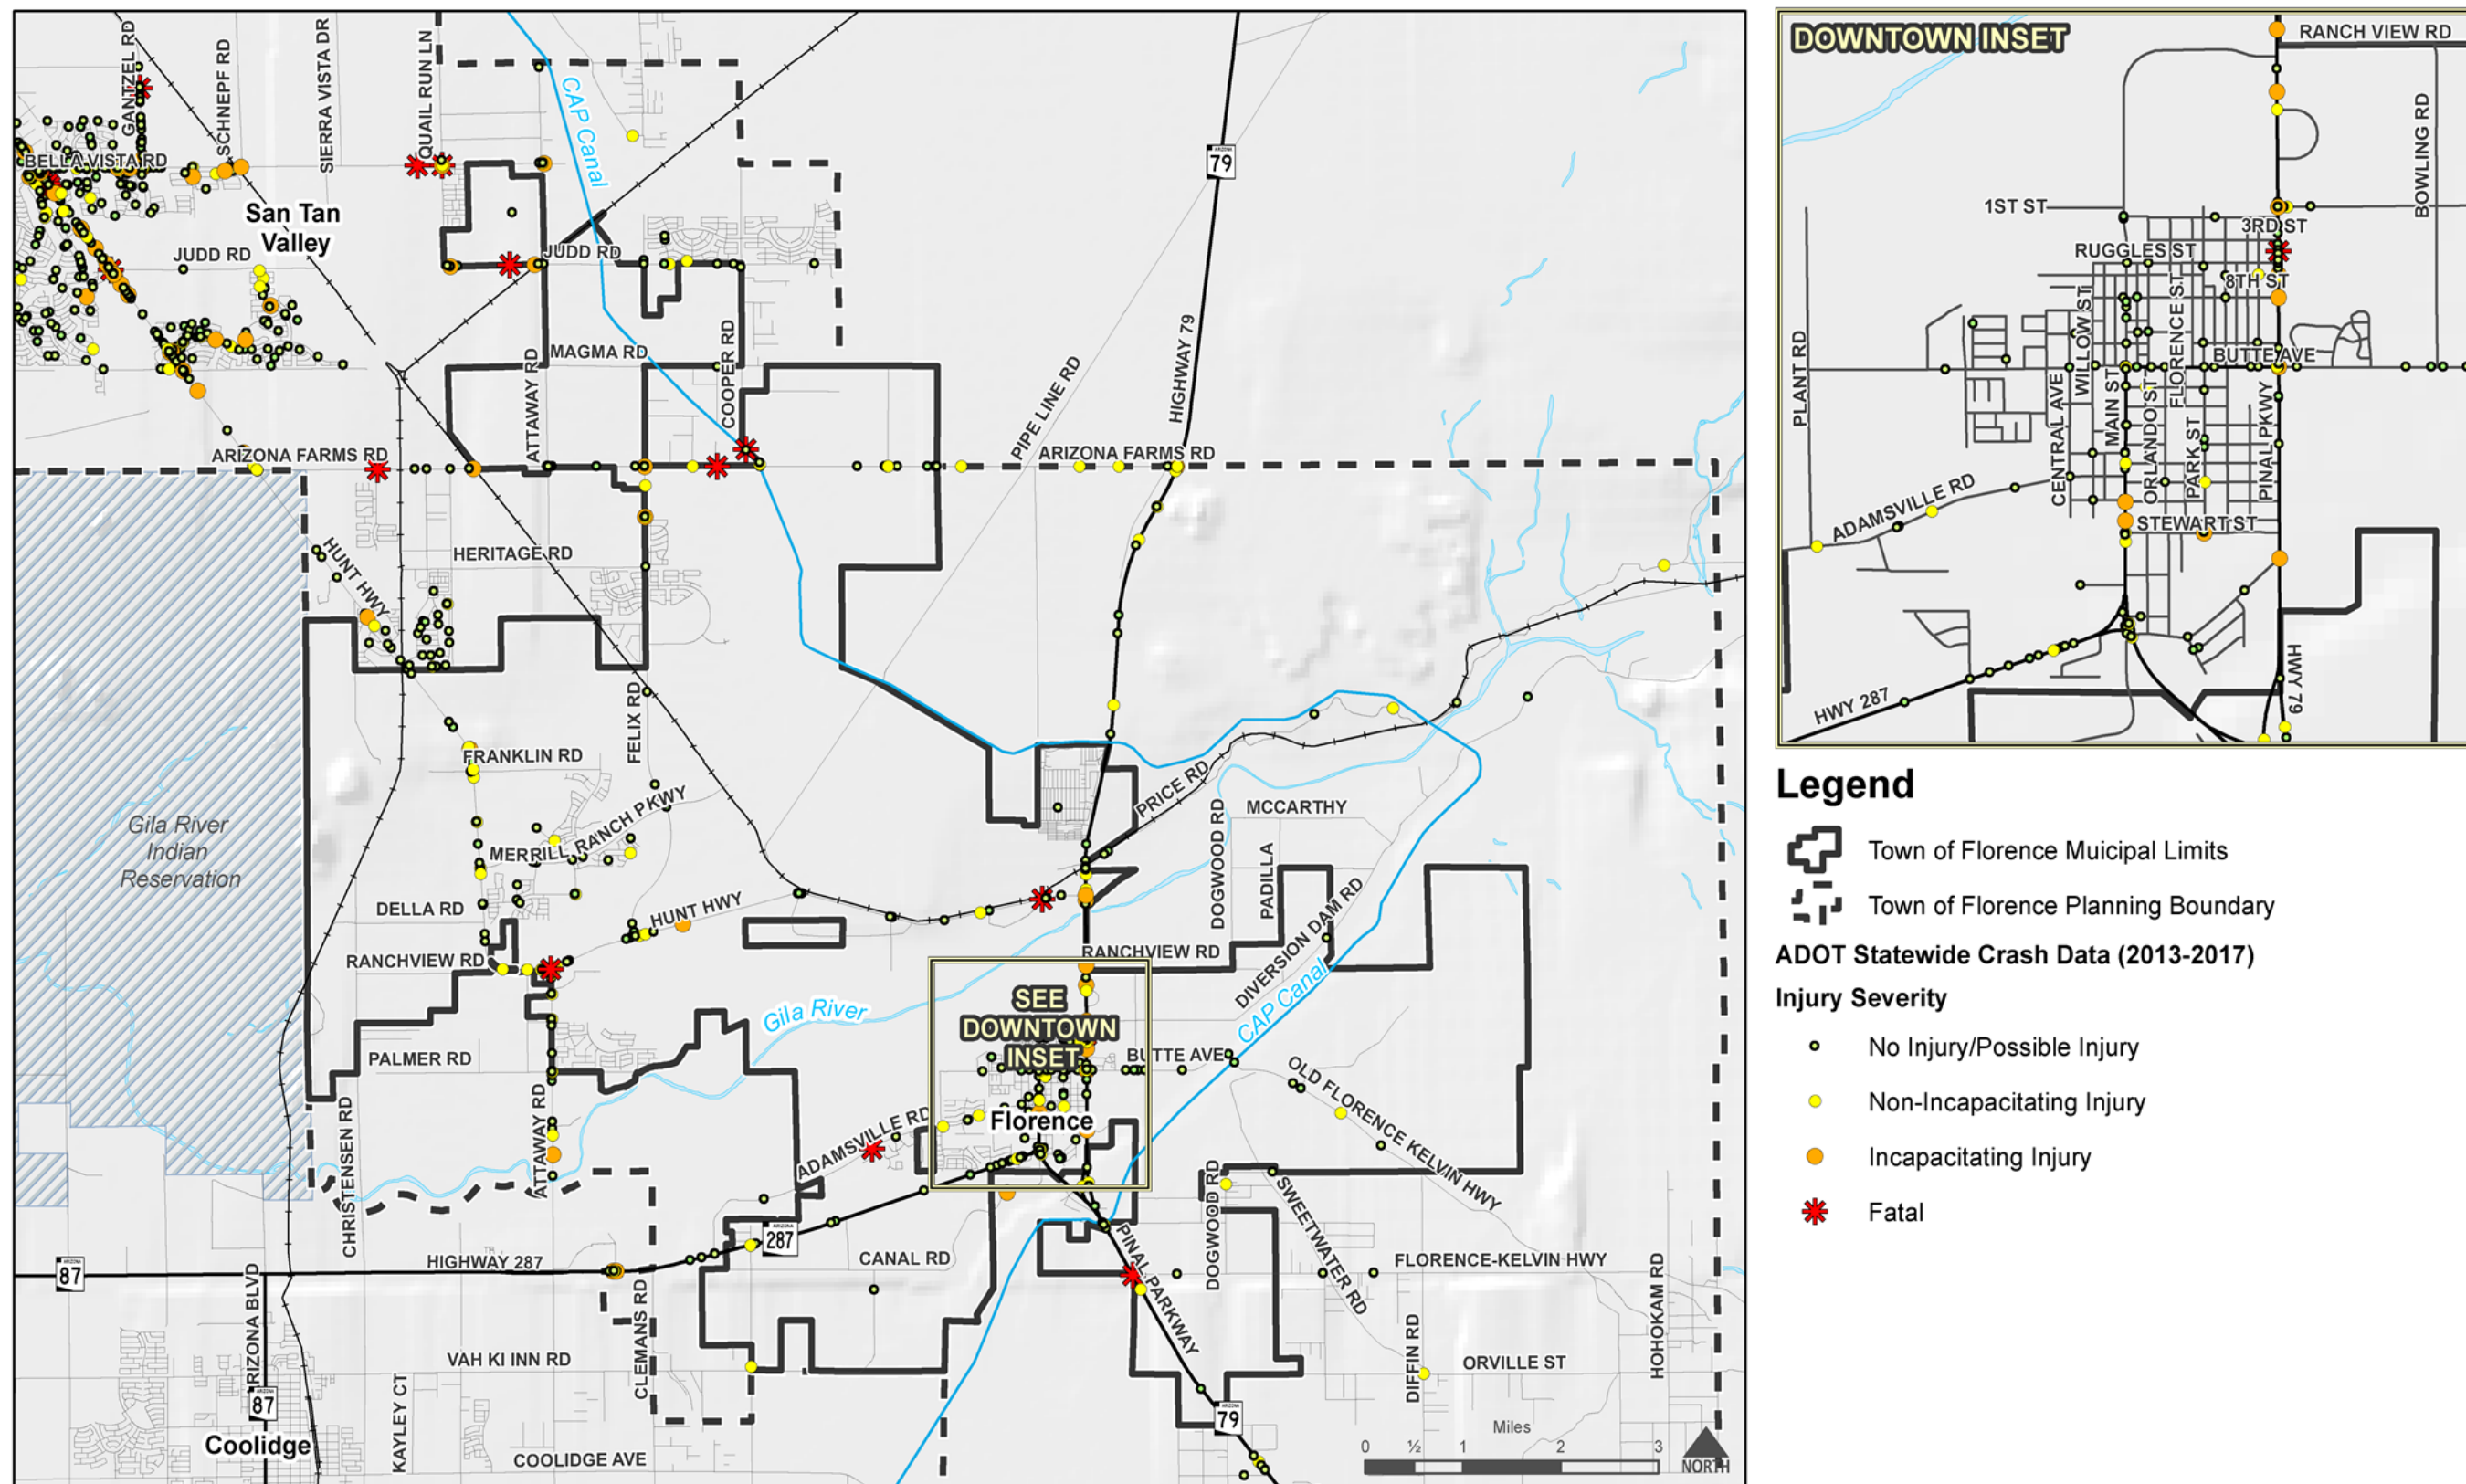 GANTZEL RD
SCHNEPF RD
SIERRA VISTA DR
QUAIL RUN LN
CAP Canal
BELLA VISTA RD
ARIZONA
79
San Tan
Valley
JUDD RD
JUDD RD
HIGHWAY 79
MAGMA RD
COOPER RD
ATTAWAY RD
PIPE LINE RD
ARIZONA FARMS RD
ARIZONA FARMS RD
HUNT HWY
HERITAGE RD
FELIX RD
FRANKLIN RD
Gila River
Indian
Reservation
MERRILL RANCH PKWY
PRICE RD
DOGWOOD RD
MCCARTHY
PADILLA
DELLA RD
HUNT HWY
RANCHVIEW RD
RANCHVIEW RD
DIVERSION DAM RD
CAP Canal
Gila River
SEE
DOWNTOWN
INSET
PALMER RD
BUTTE AVE
OLD FLORENCE KELVIN HWY
CHRISTENSEN RD
ATTAWAY RD
ADAMSVILLE RD
Florence
DOGWOOD RD
SWEETWATER RD
ARIZONA
287
HIGHWAY 287
CANAL RD
PINAL PARKWAY
FLORENCE-KELVIN HWY
HOHOKAM RD
ARIZONA
87
ARIZONA BLVD
CLEMANS RD
VAH KI INN RD
DIFFIN RD
ORVILLE ST
KAYLEY CT
ARIZONA
87
ARIZONA
79
Coolidge
COOLIDGE AVE
Miles
0 ½ 1 2 3
NORTH
DOWNTOWN INSET
RANCH VIEW RD
BOWLING RD
1ST ST
3RD ST
RUGGLES ST
8TH ST
WILLOW ST
FLORENCE ST
PLANT RD
BUTTE AVE
CENTRAL AVE
MAIN ST
ORLANDO ST
PARK ST
PINAL PKWY
ADAMSVILLE RD
STEWART ST
HWY 79
HWY 287
Legend
Town of Florence Muicipal Limits
Town of Florence Planning Boundary
ADOT Statewide Crash Data (2013-2017)
Injury Severity
No Injury/Possible Injury
Non-Incapacitating Injury
Incapacitating Injury
Fatal